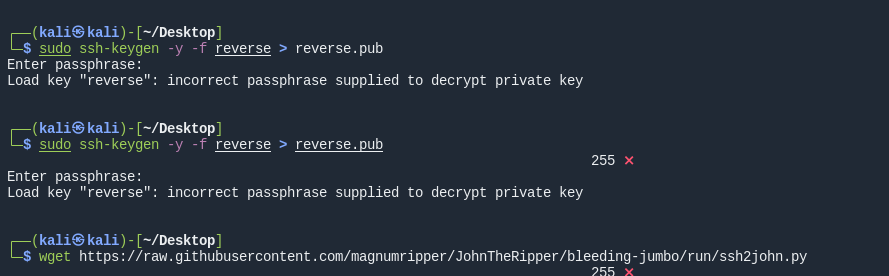 ┌──(kali㉿kali)-[~/Desktop]
└─$ sudo ssh-keygen -y -f reverse > reverse.pub
Enter passphrase:
Load key "reverse": incorrect passphrase supplied to decrypt private key
┌──(kali㉿kali)-[~/Desktop]
└─$ sudo ssh-keygen -y -f reverse > reverse.pub
255 ⨯
Enter passphrase:
Load key "reverse": incorrect passphrase supplied to decrypt private key
┌──(kali㉿kali)-[~/Desktop]
└─$ wget https://raw.githubusercontent.com/magnumripper/JohnTheRipper/bleeding-jumbo/run/ssh2john.py
255 ⨯